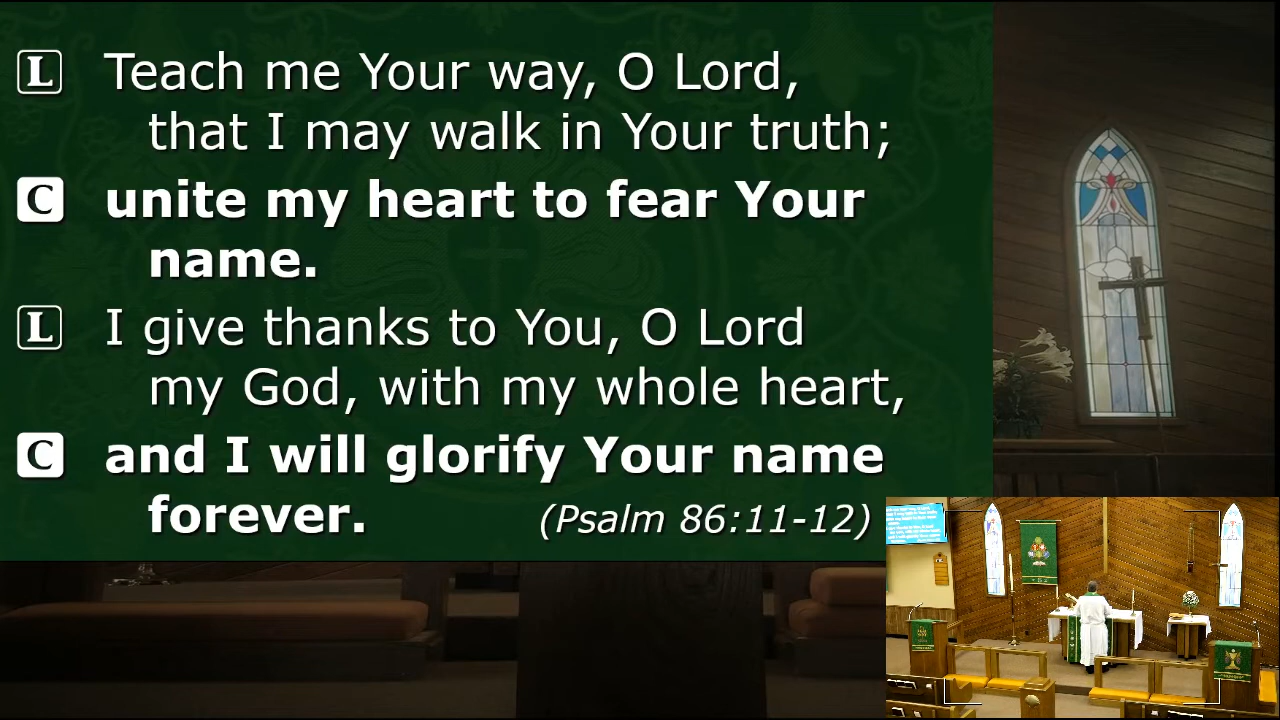 L Teach me Your way, O Lord,
that I may walk in Your truth;
C unite my heart to fear Your
name.
L I give thanks to You, O Lord
my God, with my whole heart,
C and I will glorify Your name
forever. (Psalm 86:11-12)